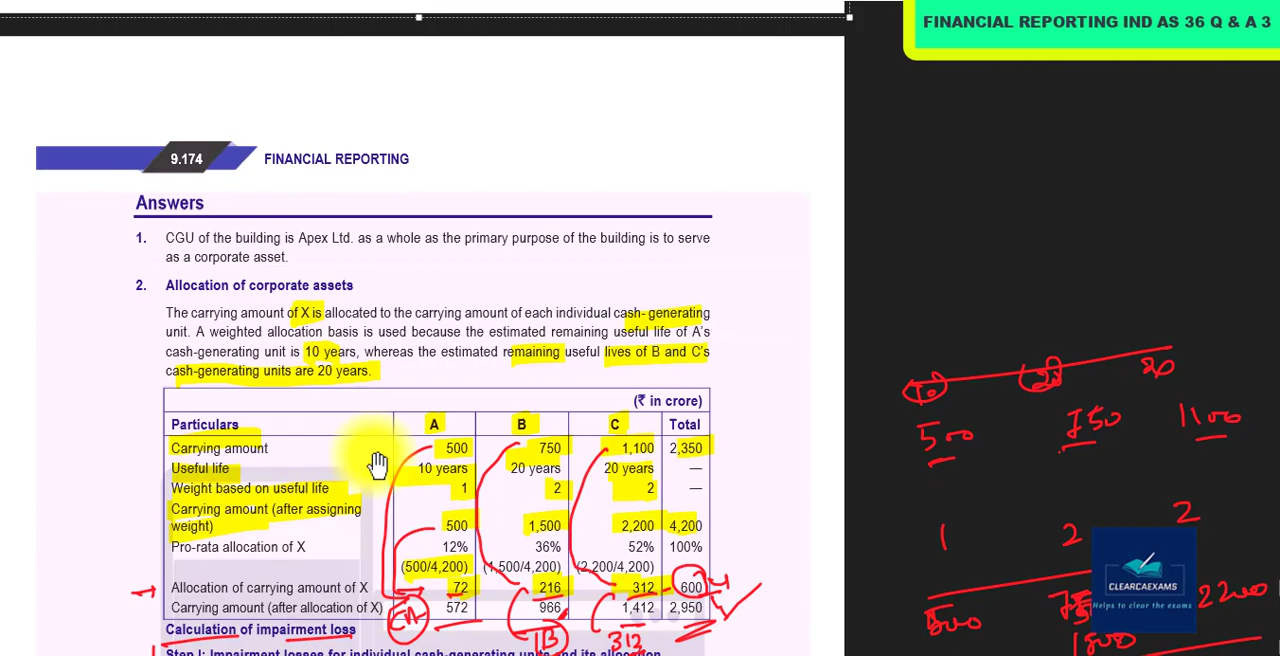 FINANCIAL REPORTING IND AS 36 Q & A 3
9.174 FINANCIAL REPORTING
Answers
1. CGU of the building is Apex Ltd. as a whole as the primary purpose of the building is to serve
as a corporate asset.
2. Allocation of corporate assets
The carrying amount of X is allocated to the carrying amount of each individual cash- generating
unit. A weighted allocation basis is used because the estimated remaining useful life of A's
cash-generating unit is 10 years, whereas the estimated remaining useful lives of B and C's
cash-generating units are 20 years.
(₹ in crore)
Particulars A B C Total
Carrying amount 500 750 1,100 2,350
Useful life 10 years 20 years 20 years —
Weight based on useful life 1 2 2 —
Carrying amount (after assigning
weight) 500 1,500 2,200 4,200
Pro-rata allocation of X 12% 36% 52% 100%
(500/4,200) (1,500/4,200) (2,200/4,200)
Allocation of carrying amount of X 72 216 312 600
Carrying amount (after allocation of X) 572 966 1,412 2,950
Calculation of impairment loss
B 313
Step I: Impairment losses for individual cash-generating units and its allocation
10 20 20
500 750 1100
1 2 2
500 2200
1500
CLEARCAEXAMS
Helps to clear the exams